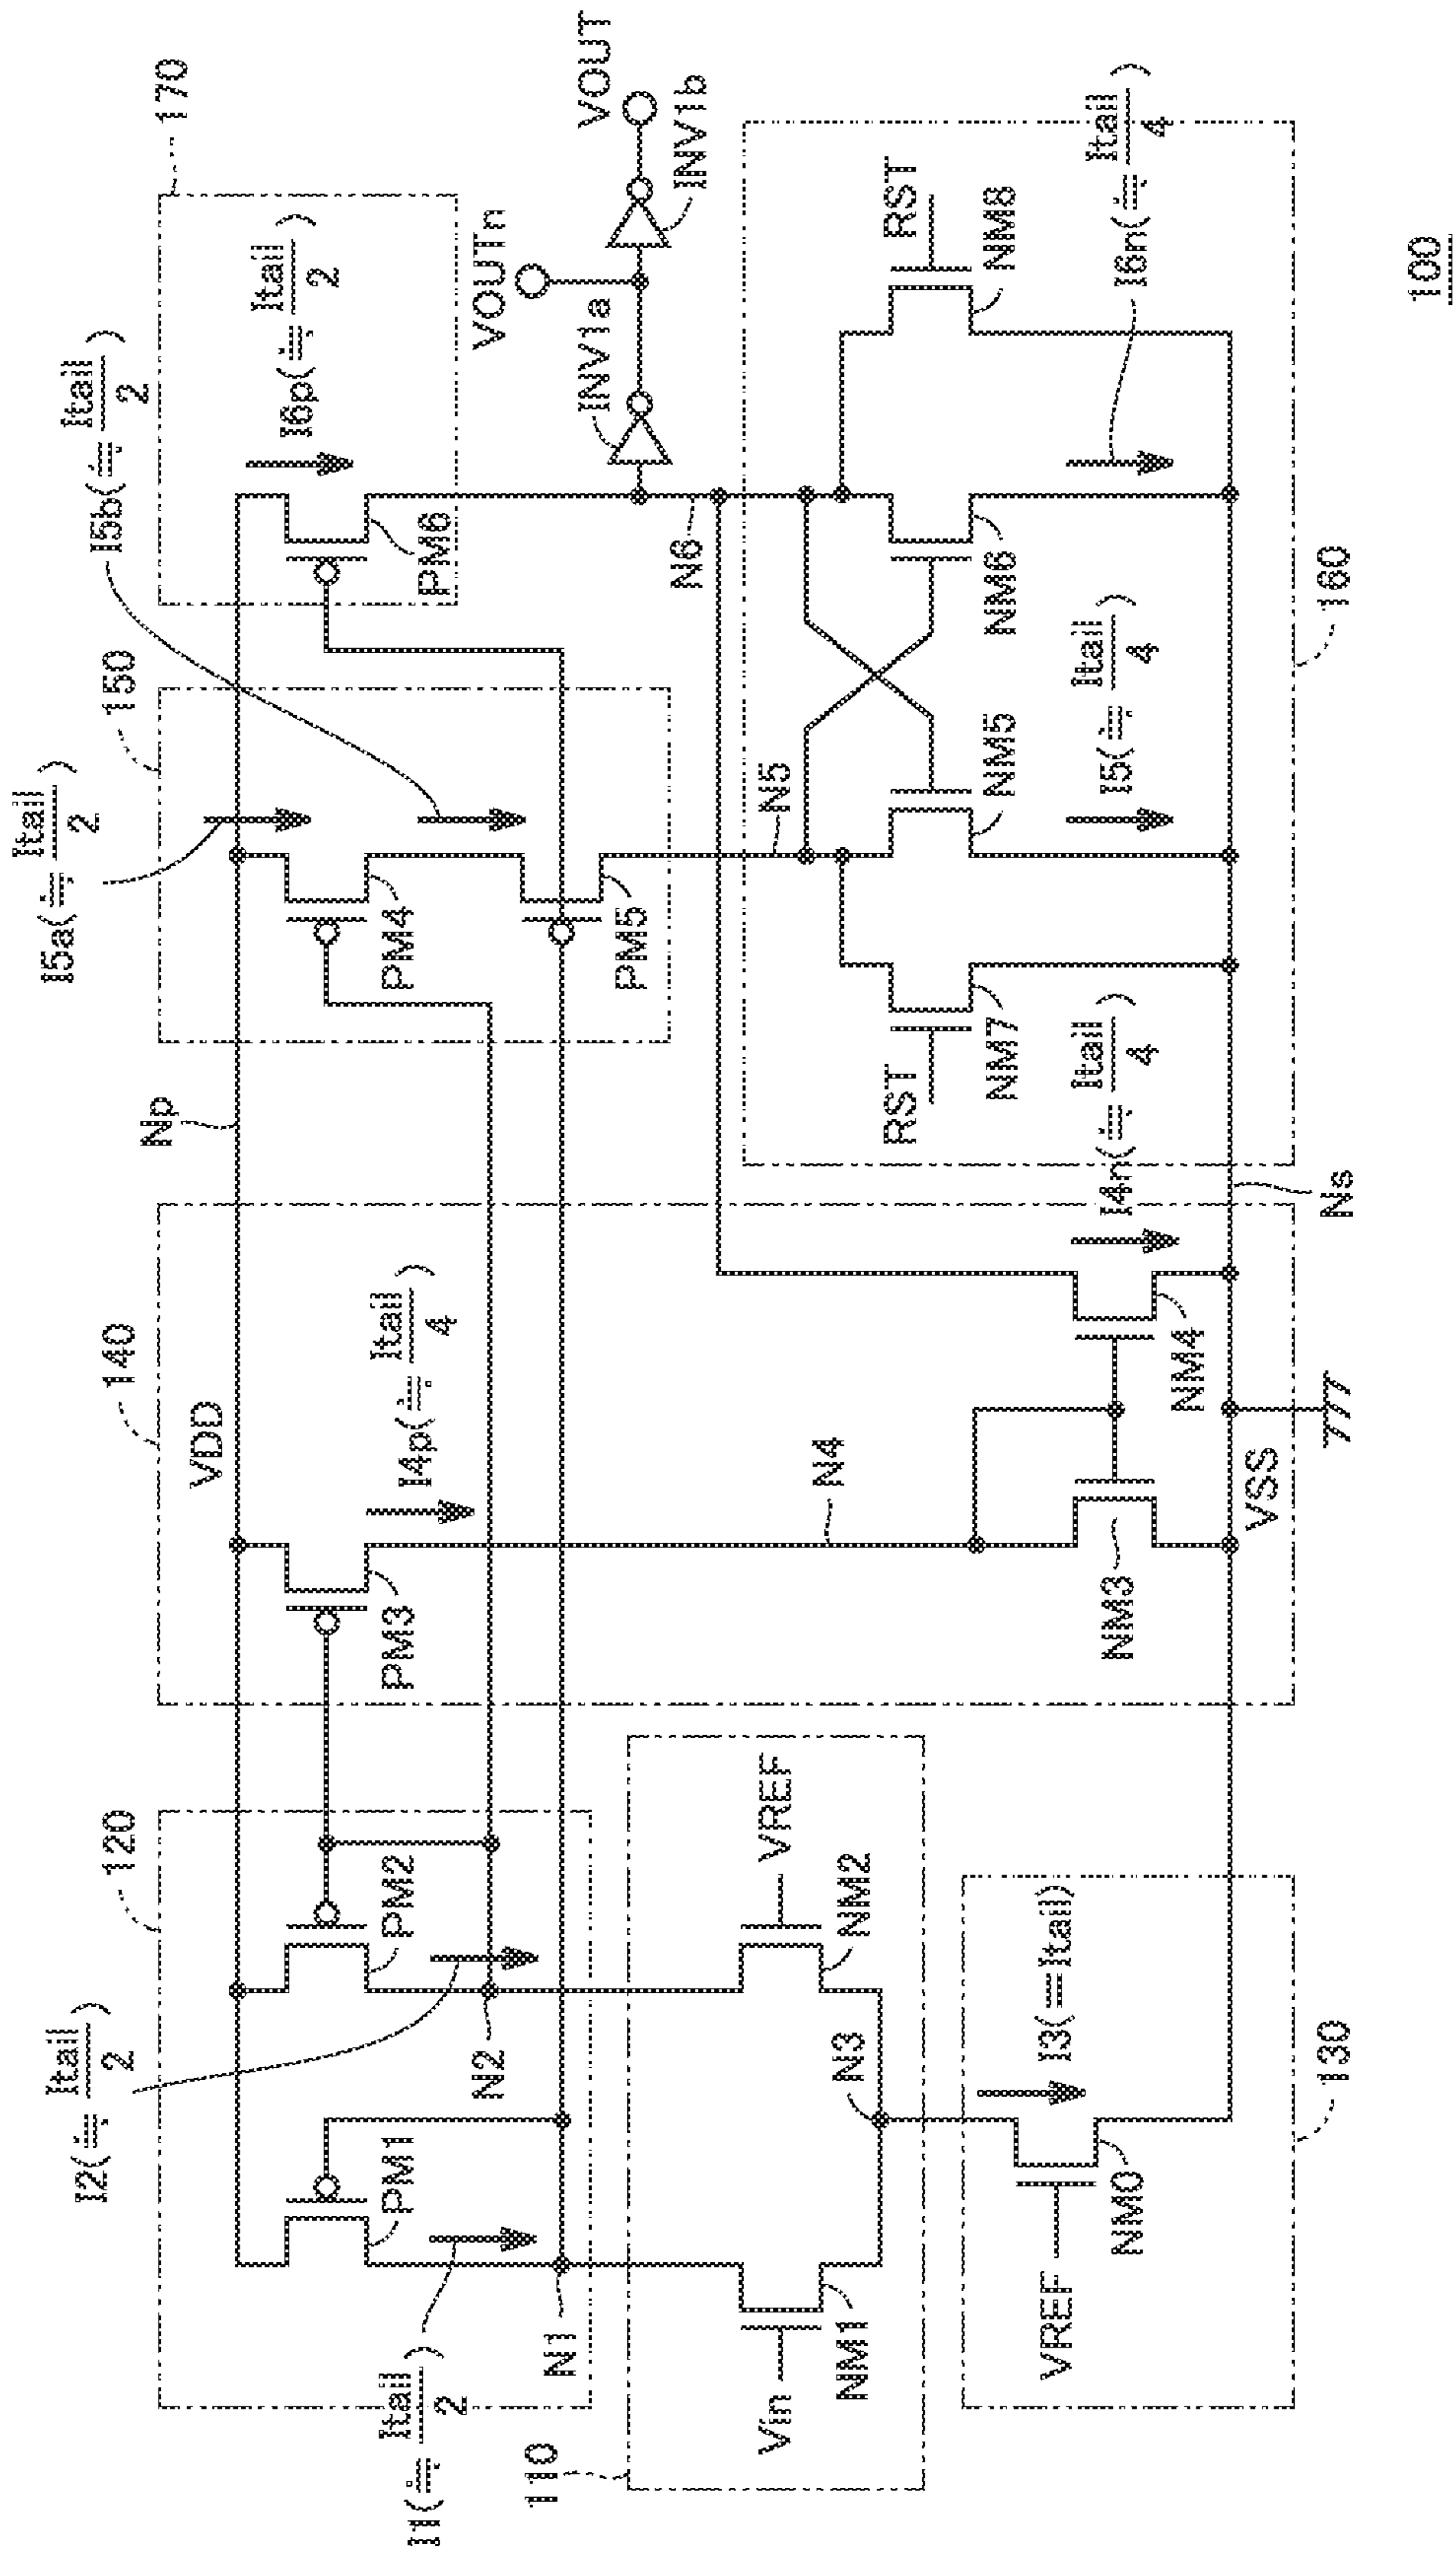 100
170
I6p(≒ Itail/2)
PM6
VOUTn
VOUT
INV1a
INV1b
N6
I5b(≒ Itail/2)
150
I5a(≒ Itail/2)
PM4
PM5
N5
RST
NM8
NM6
I6n(≒ Itail/4)
160
NM5
I5(≒ Itail/4)
RST
NM7
Np
Ns
140
VDD
I4p(≒ Itail/4)
PM3
N4
I4n(≒ Itail/4)
NM4
NM3
VSS
120
I2(≒ Itail/2)
PM2
N2
PM1
I1(≒ Itail/2)
N1
110
VREF
NM2
Vin
NM1
N3
130
I3(=Itail)
VREF
NM0